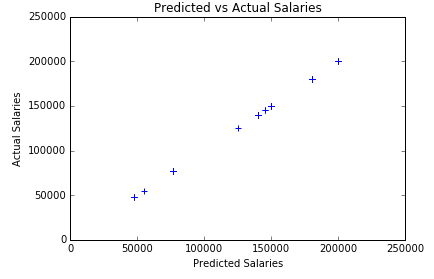 Predicted vs Actual Salaries
250000
200000
150000
100000
50000
0
Actual Salaries
0 50000 100000 150000 200000 250000
Predicted Salaries